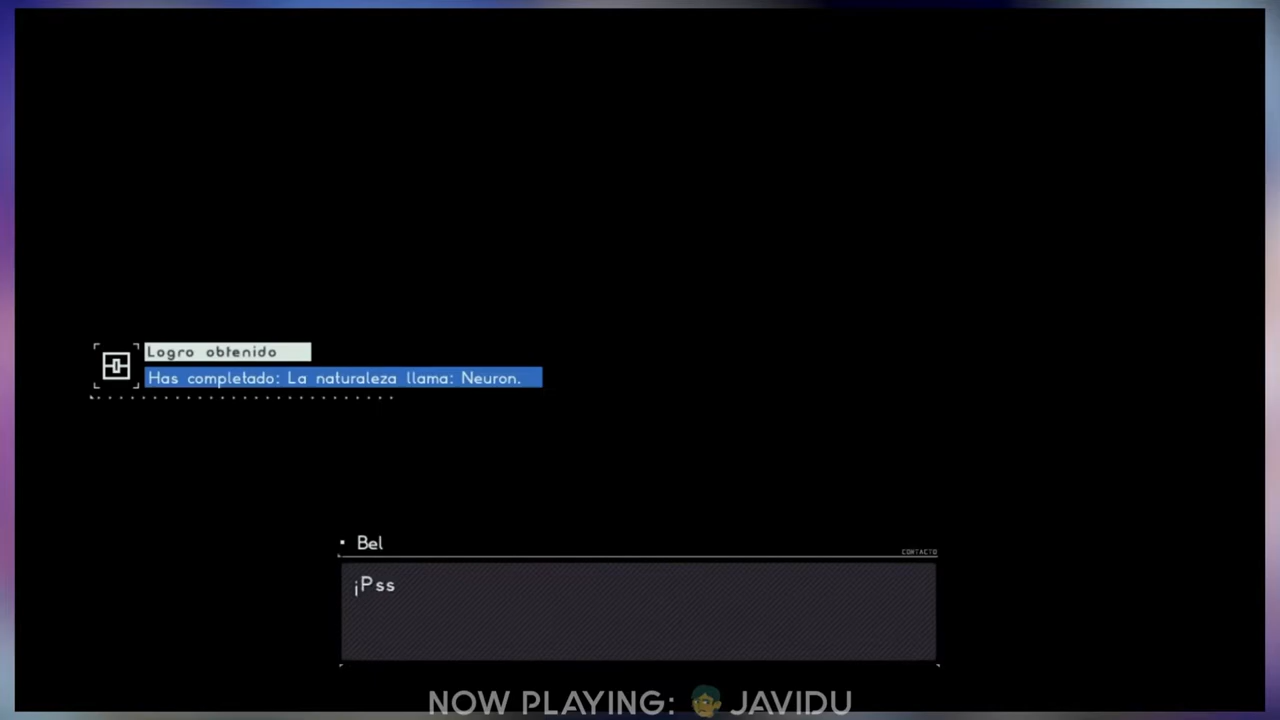 Logro obtenido
Has completado: La naturaleza llama: Neuron.
Bel
CONTACTO
¡Pss
NOW PLAYING: JAVIDU